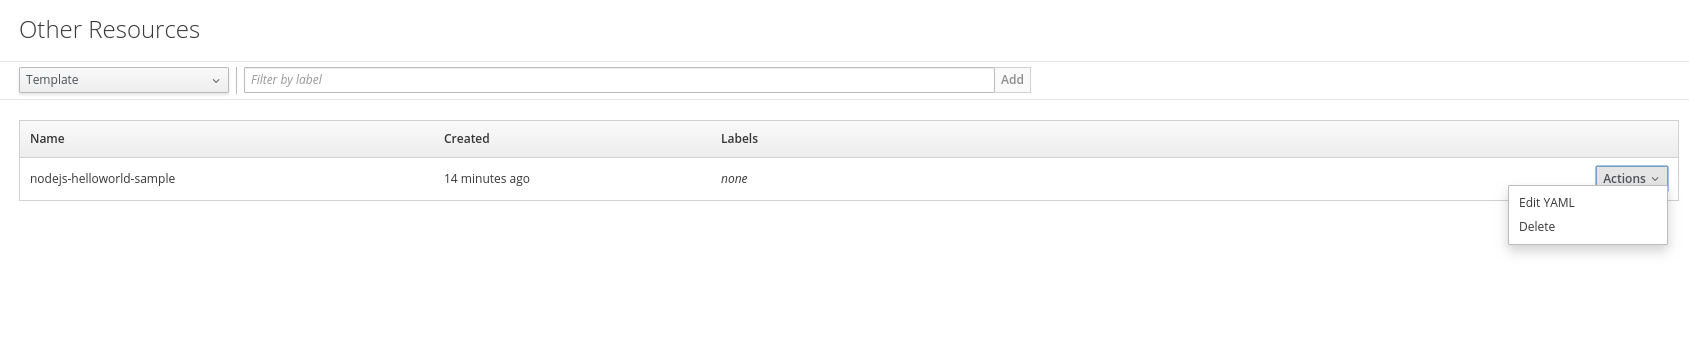 Other Resources
Template
Filter by label
Add
Name Created Labels
nodejs-helloworld-sample 14 minutes ago none Actions
Edit YAML
Delete